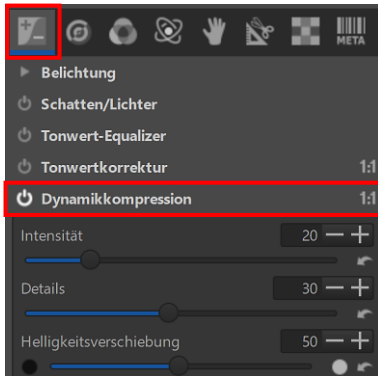 META
Belichtung
Schatten/Lichter
Tonwert-Equalizer
Tonwertkorrektur 1:1
Dynamikkompression 1:1
Intensität 20
Details 30
Helligkeitsverschiebung 50